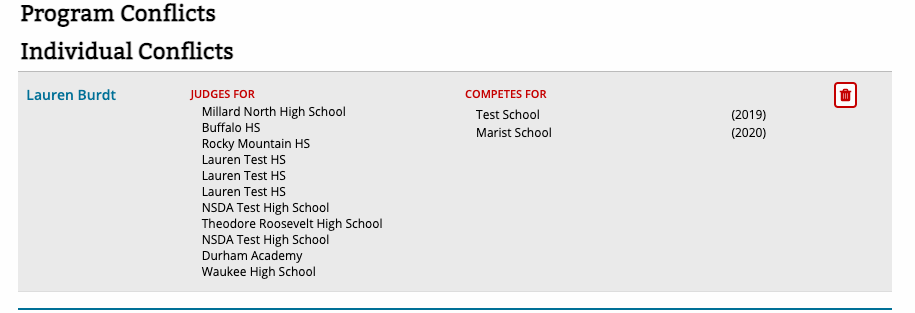 Program Conflicts
Individual Conflicts
Lauren Burdt
JUDGES FOR
Millard North High School
Buffalo HS
Rocky Mountain HS
Lauren Test HS
Lauren Test HS
Lauren Test HS
NSDA Test High School
Theodore Roosevelt High School
NSDA Test High School
Durham Academy
Waukee High School
COMPETES FOR
Test School (2019)
Marist School (2020)